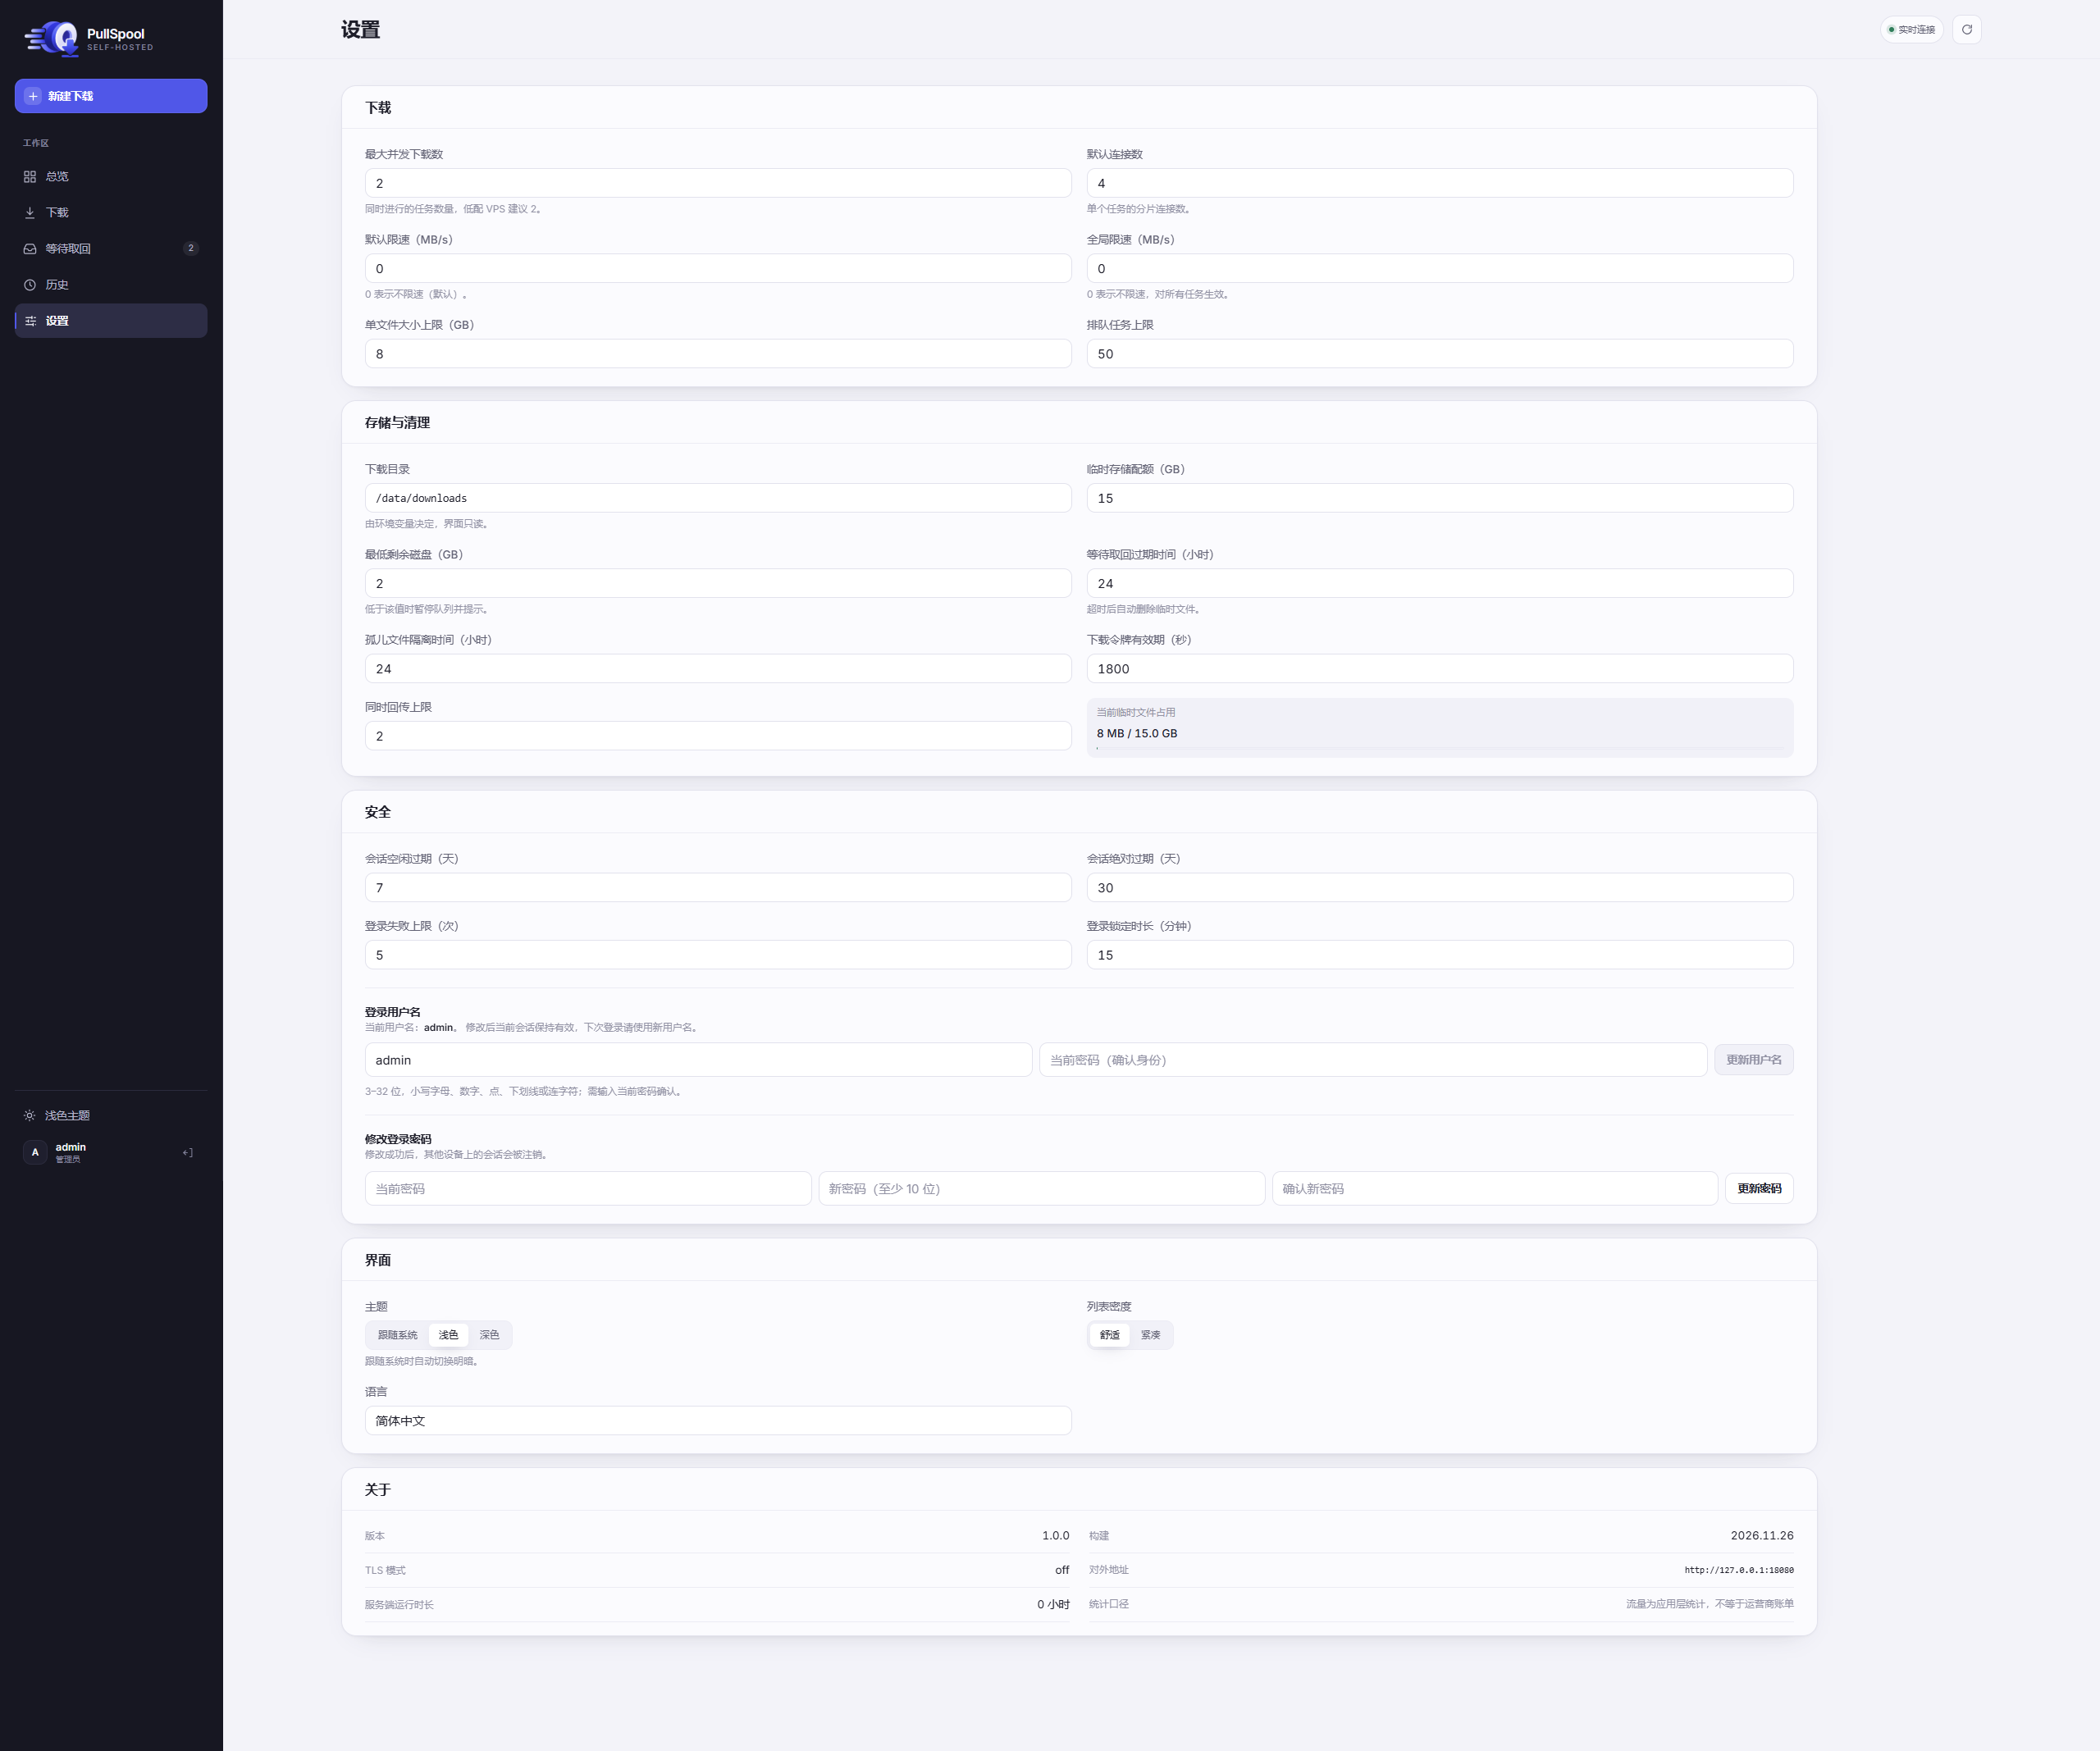 PullSpool
SELF-HOSTED
新建下载
工作区
总览
下载
等待取回 2
历史
设置
浅色主题
A admin
管理员
设置
实时连接
下载
最大并发下载数 默认连接数
2 4
同时进行的任务数量，低配 VPS 建议 2。 单个任务的分片连接数。
默认限速（MB/s） 全局限速（MB/s）
0 0
0 表示不限速（默认）。 0 表示不限速，对所有任务生效。
单文件大小上限（GB） 排队任务上限
8 50
存储与清理
下载目录 临时存储配额（GB）
/data/downloads 15
由环境变量决定，界面只读。
最低剩余磁盘（GB） 等待取回过期时间（小时）
2 24
低于该值时暂停队列并提示。 超时后自动删除临时文件。
孤儿文件隔离时间（小时） 下载令牌有效期（秒）
24 1800
同时回传上限 当前临时文件占用
2 8 MB / 15.0 GB
安全
会话空闲过期（天） 会话绝对过期（天）
7 30
登录失败上限（次） 登录锁定时长（分钟）
5 15
登录用户名
当前用户名：admin。 修改后当前会话保持有效，下次登录请使用新用户名。
admin 当前密码（确认身份） 更新用户名
3–32 位，小写字母、数字、点、下划线或连字符；需输入当前密码确认。
修改登录密码
修改成功后，其他设备上的会话会被注销。
当前密码 新密码（至少 10 位） 确认新密码 更新密码
界面
主题 列表密度
跟随系统 浅色 深色 舒适 紧凑
跟随系统时自动切换明暗。
语言
简体中文
关于
版本 1.0.0 构建 2026.11.26
TLS 模式 off 对外地址 http://127.0.0.1:18080
服务端运行时长 0 小时 统计口径 流量为应用层统计，不等于运营商账单